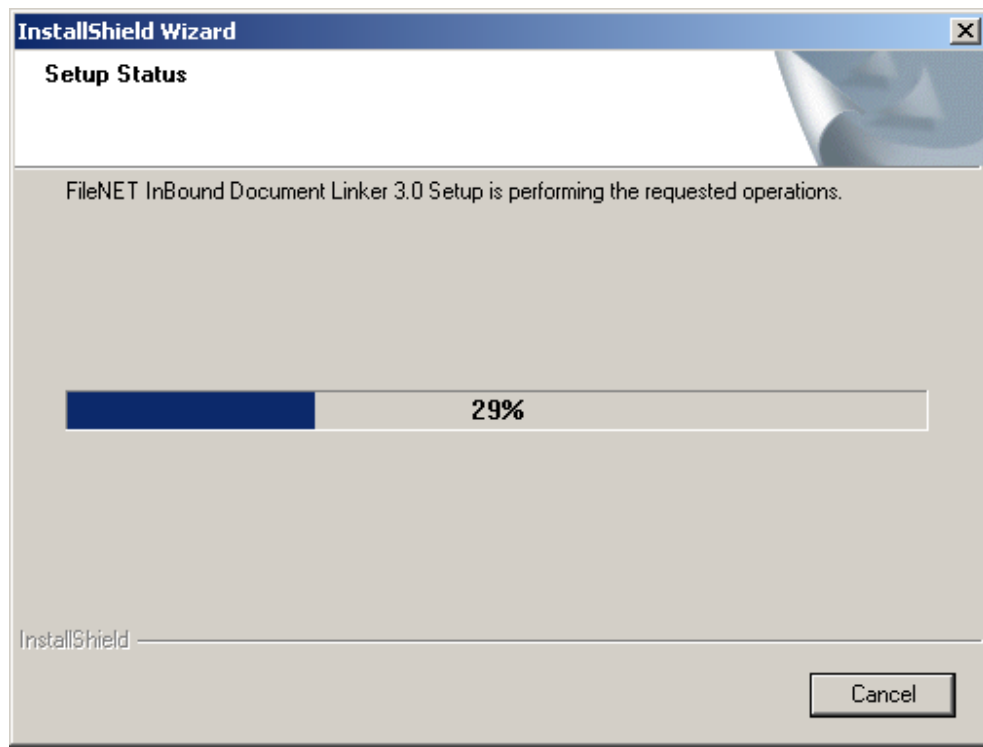 InstallShield Wizard
Setup Status
FileNET InBound Document Linker 3.0 Setup is performing the requested operations.
29%
InstallShield
Cancel